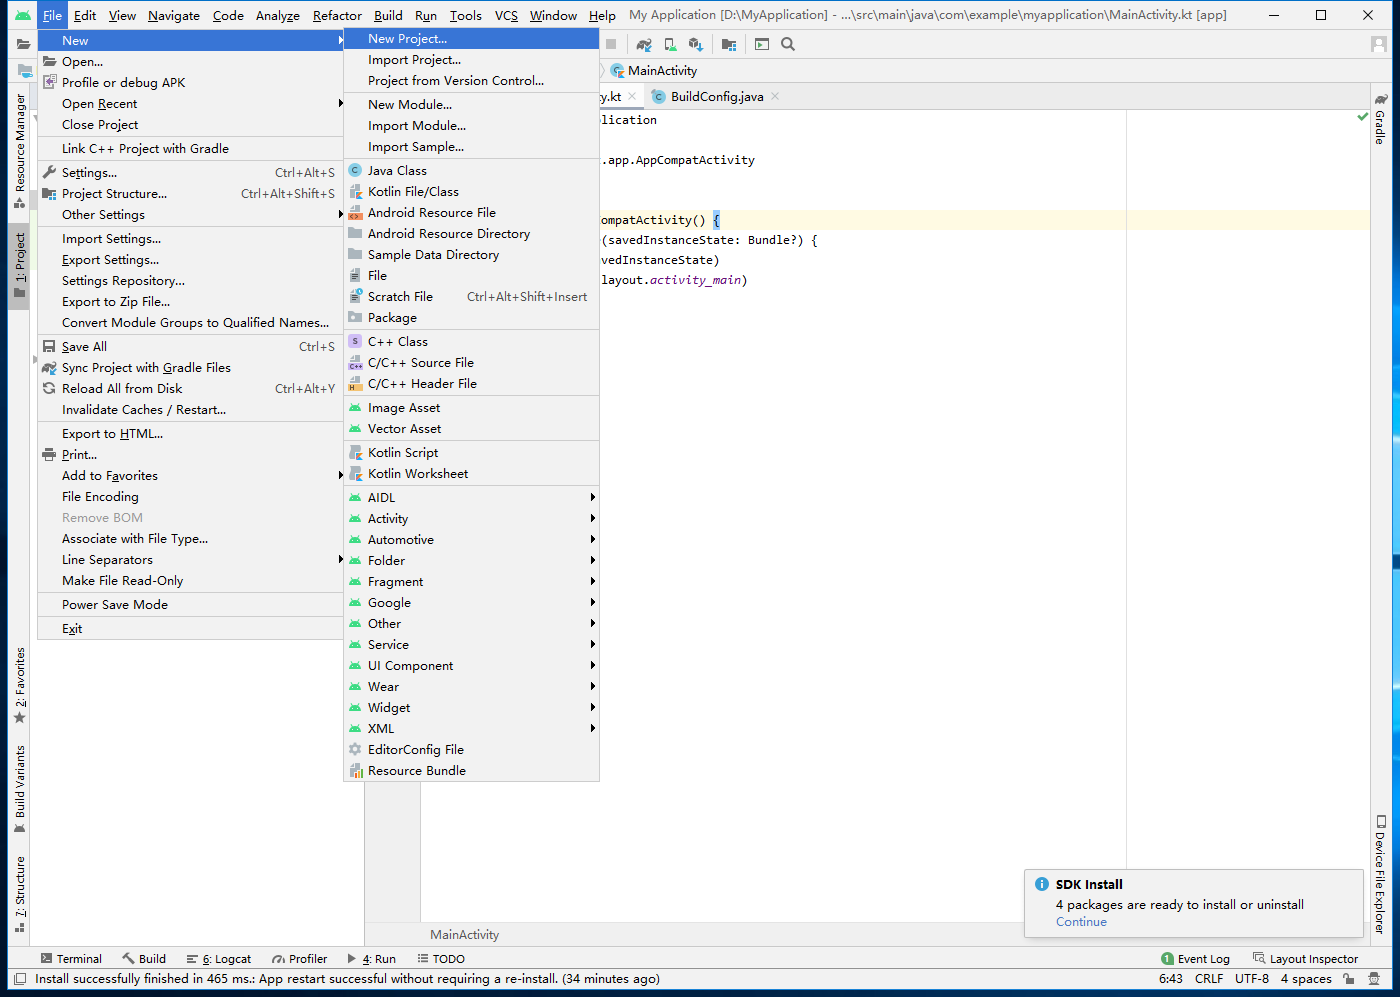 File Edit View Navigate Code Analyze Refactor Build Run Tools VCS Window Help My Application [D:\MyApplication] - ...\src\main\java\com\example\myapplication\MainActivity.kt [app]
MainActivity
y.kt
BuildConfig.java
New
Open...
Profile or debug APK
Open Recent
Close Project
Link C++ Project with Gradle
Settings... Ctrl+Alt+S
Project Structure... Ctrl+Alt+Shift+S
Other Settings
Import Settings...
Export Settings...
Settings Repository...
Export to Zip File...
Convert Module Groups to Qualified Names...
Save All Ctrl+S
Sync Project with Gradle Files
Reload All from Disk Ctrl+Alt+Y
Invalidate Caches / Restart...
Export to HTML...
Print...
Add to Favorites
File Encoding
Remove BOM
Associate with File Type...
Line Separators
Make File Read-Only
Power Save Mode
Exit
New Project...
Import Project...
Project from Version Control...
New Module...
Import Module...
Import Sample...
Java Class
Kotlin File/Class
Android Resource File
Android Resource Directory
Sample Data Directory
File
Scratch File Ctrl+Alt+Shift+Insert
Package
C++ Class
C/C++ Source File
C/C++ Header File
Image Asset
Vector Asset
Kotlin Script
Kotlin Worksheet
AIDL
Activity
Automotive
Folder
Fragment
Google
Other
Service
UI Component
Wear
Widget
XML
EditorConfig File
Resource Bundle
lication
.app.AppCompatActivity
ompatActivity() {
(savedInstanceState: Bundle?) {
vedInstanceState)
layout.activity_main)
Resource Manager
1: Project
2: Favorites
Build Variants
7: Structure
Gradle
Device File Explorer
SDK Install
4 packages are ready to install or uninstall
Continue
MainActivity
Terminal Build 6: Logcat Profiler 4: Run TODO 1 Event Log Layout Inspector
Install successfully finished in 465 ms.: App restart successful without requiring a re-install. (34 minutes ago) 6:43 CRLF UTF-8 4 spaces